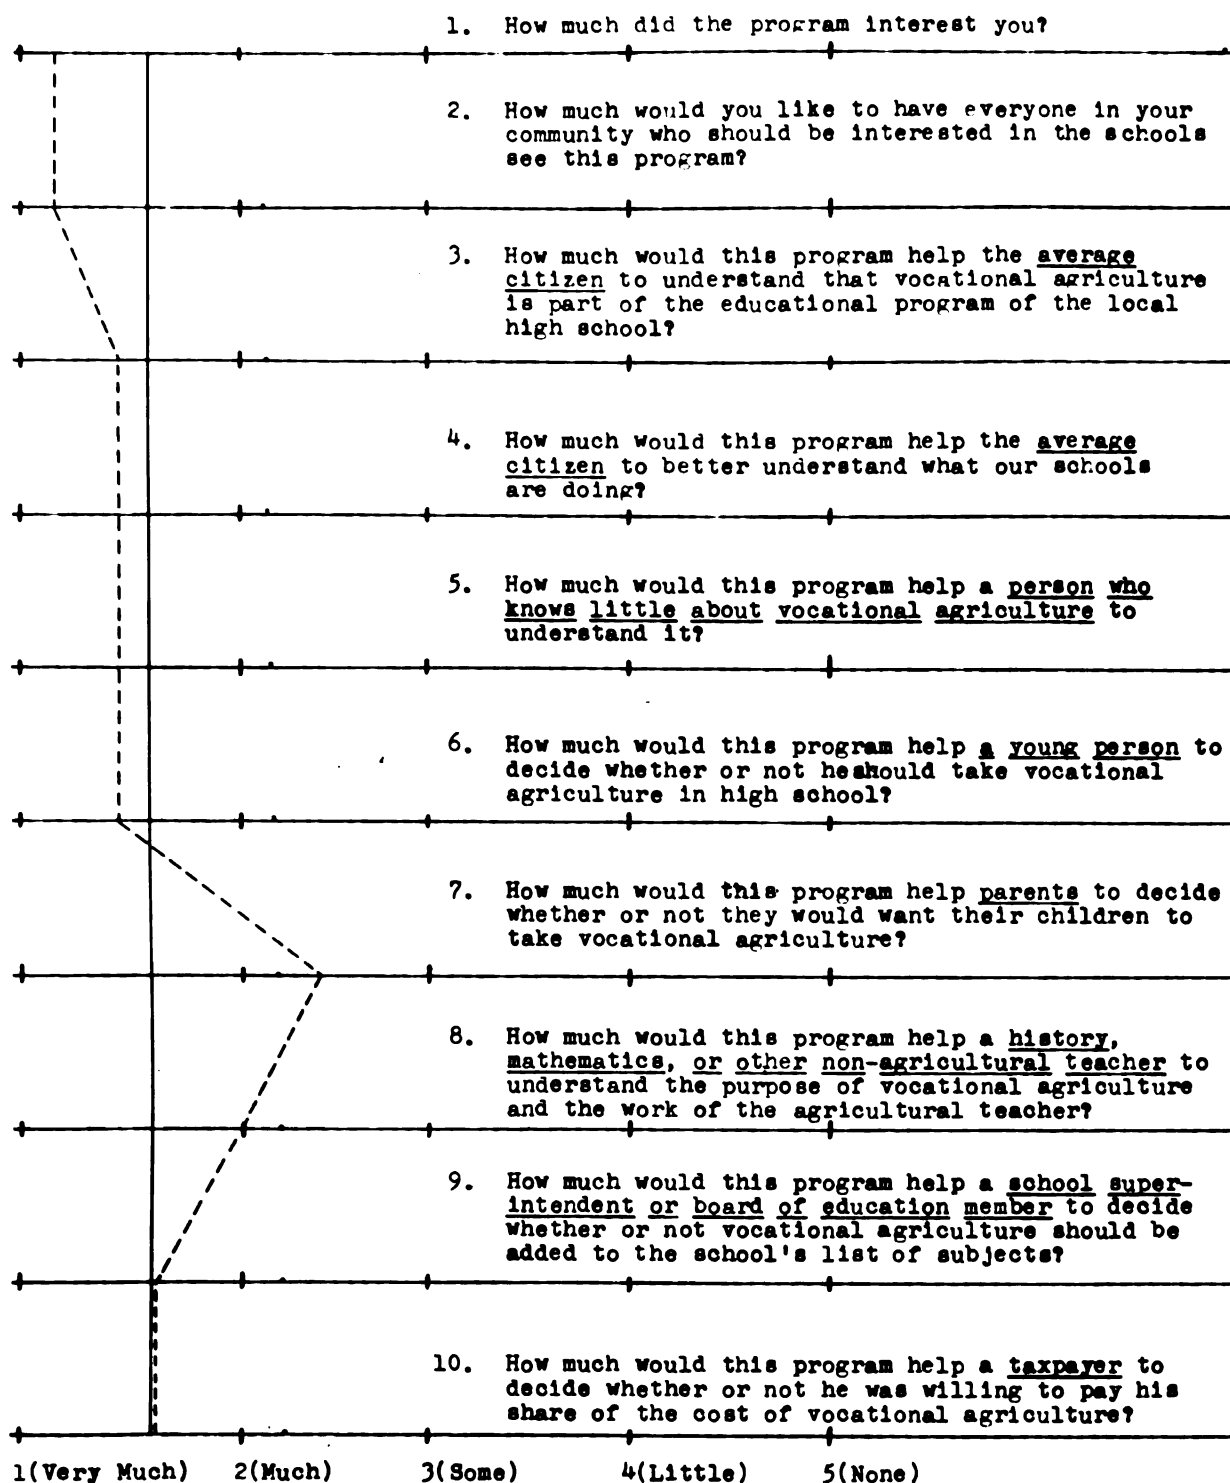 1. How much did the program interest you?
2. How much would you like to have everyone in your
community who should be interested in the schools
see this program?
3. How much would this program help the average
citizen to understand that vocational agriculture
is part of the educational program of the local
high school?
4. How much would this program help the average
citizen to better understand what our schools
are doing?
5. How much would this program help a person who
knows little about vocational agriculture to
understand it?
6. How much would this program help a young person to
decide whether or not heshould take vocational
agriculture in high school?
7. How much would this program help parents to decide
whether or not they would want their children to
take vocational agriculture?
8. How much would this program help a history,
mathematics, or other non-agricultural teacher to
understand the purpose of vocational agriculture
and the work of the agricultural teacher?
9. How much would this program help a school super-
intendent or board of education member to decide
whether or not vocational agriculture should be
added to the school's list of subjects?
10. How much would this program help a taxpayer to
decide whether or not he was willing to pay his
share of the cost of vocational agriculture?
1(Very Much) 2(Much) 3(Some) 4(Little) 5(None)